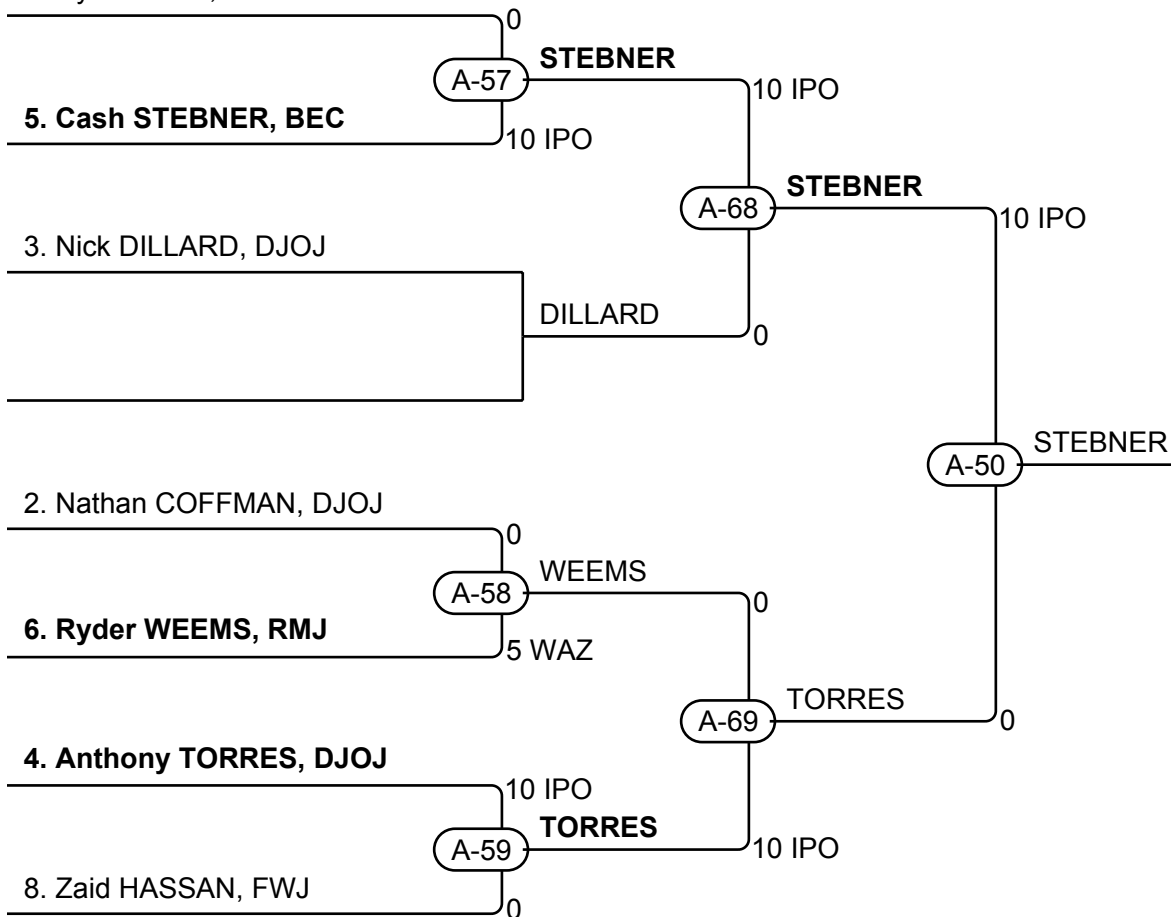 0
A-57
STEBNER
10 IPO
5. Cash STEBNER, BEC
10 IPO
A-68
STEBNER
10 IPO
3. Nick DILLARD, DJOJ
DILLARD
0
A-50
STEBNER
2. Nathan COFFMAN, DJOJ
0
A-58
WEEMS
0
6. Ryder WEEMS, RMJ
5 WAZ
A-69
TORRES
0
4. Anthony TORRES, DJOJ
10 IPO
A-59
TORRES
10 IPO
8. Zaid HASSAN, FWJ
0